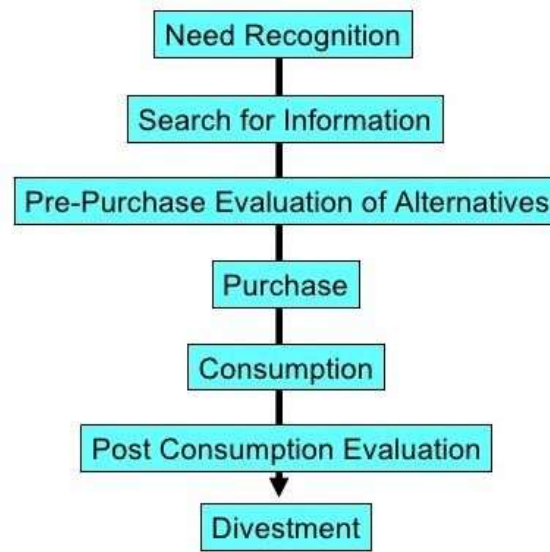 Need Recognition
Search for Information
Pre-Purchase Evaluation of Alternatives
Purchase
Consumption
Post Consumption Evaluation
Divestment